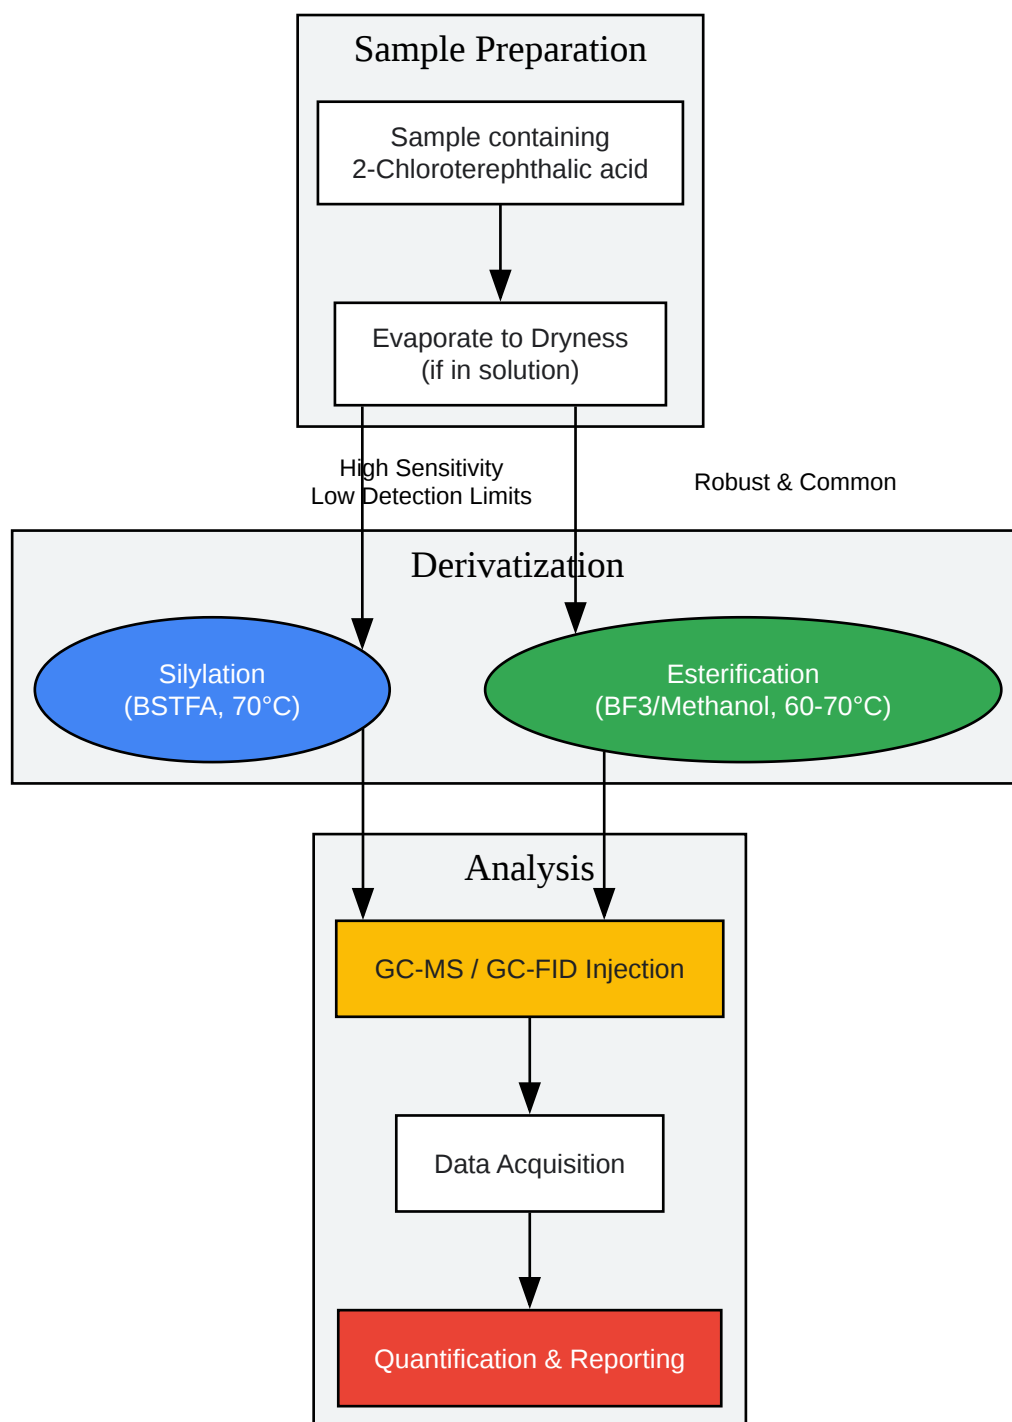 Sample Preparation
Sample containing
2-Chloroterephthalic acid
Evaporate to Dryness
(if in solution)
High Sensitivity
Low Detection Limits
Robust & Common
Derivatization
Silylation
(BSTFA, 70°C)
Esterification
(BF3/Methanol, 60-70°C)
Analysis
GC-MS / GC-FID Injection
Data Acquisition
Quantification & Reporting